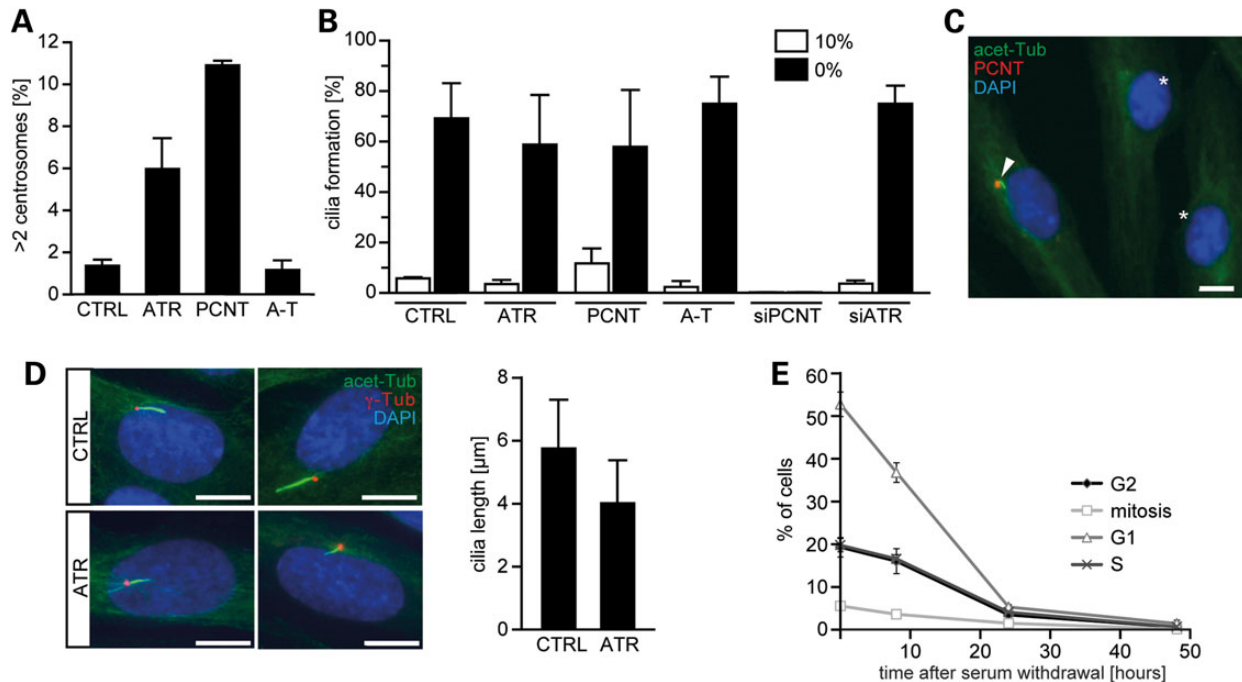 A
>2 centrosomes [%]
12
10
8
6
4
2
0
CTRL ATR PCNT A-T
B
cilia formation [%]
100
80
60
40
20
0
10%
0%
CTRL ATR PCNT A-T siPCNT siATR
C
acet-Tub
PCNT
DAPI
*
*
D
CTRL
ATR
acet-Tub
γ-Tub
DAPI
cilia length [µm]
8
6
4
2
0
CTRL ATR
E
% of cells
60
50
40
30
20
10
0
10 20 30 40 50
time after serum withdrawal [hours]
G2
mitosis
G1
S